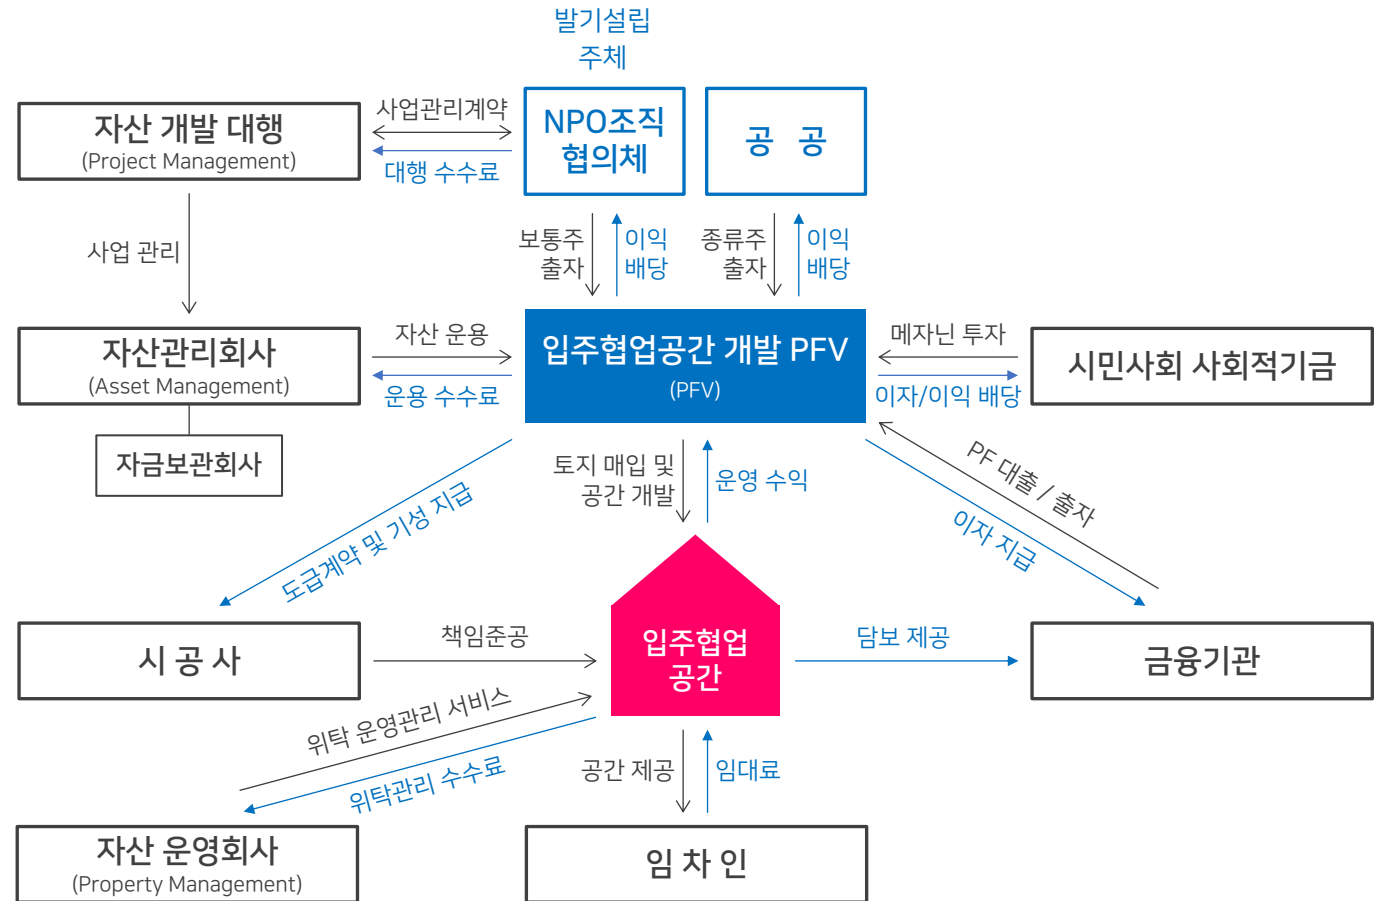 발기설립
주체
자산 개발 대행
(Project Management)
사업관리계약
대행 수수료
NPO조직
협의체
공 공
사업 관리
보통주
출자
이익
배당
종류주
출자
이익
배당
자산관리회사
(Asset Management)
자산 운용
운용 수수료
입주협업공간 개발 PFV
(PFV)
메자닌 투자
이자/이익 배당
시민사회 사회적기금
자금보관회사
도급계약 및 기성 지급
토지 매입 및
공간 개발
운영 수익
PF 대출 / 출자
이자 지급
시 공 사
책임준공
입주협업
공간
담보 제공
금융기관
위탁 운영관리 서비스
위탁관리 수수료
공간 제공
임대료
자산 운영회사
(Property Management)
임 차 인